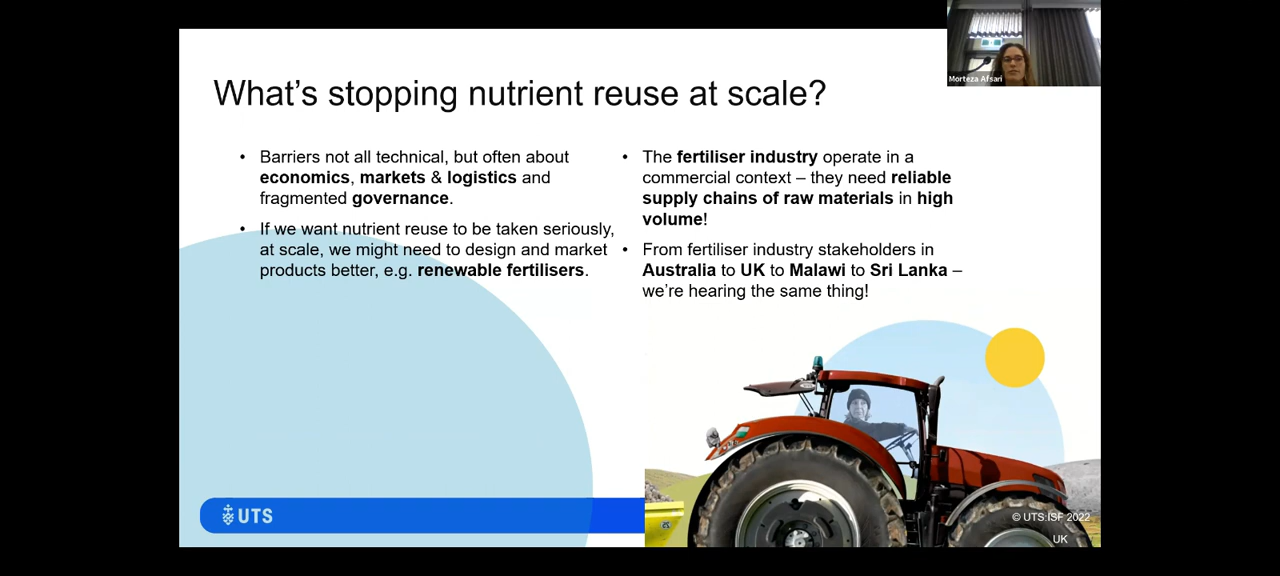 Morteza Afsari
What's stopping nutrient reuse at scale?
• Barriers not all technical, but often about
economics, markets & logistics and
fragmented governance.
• If we want nutrient reuse to be taken seriously,
at scale, we might need to design and market
products better, e.g. renewable fertilisers.
• The fertiliser industry operate in a
commercial context – they need reliable
supply chains of raw materials in high
volume!
• From fertiliser industry stakeholders in
Australia to UK to Malawi to Sri Lanka –
we're hearing the same thing!
UTS
© UTS:ISF 2022
UK